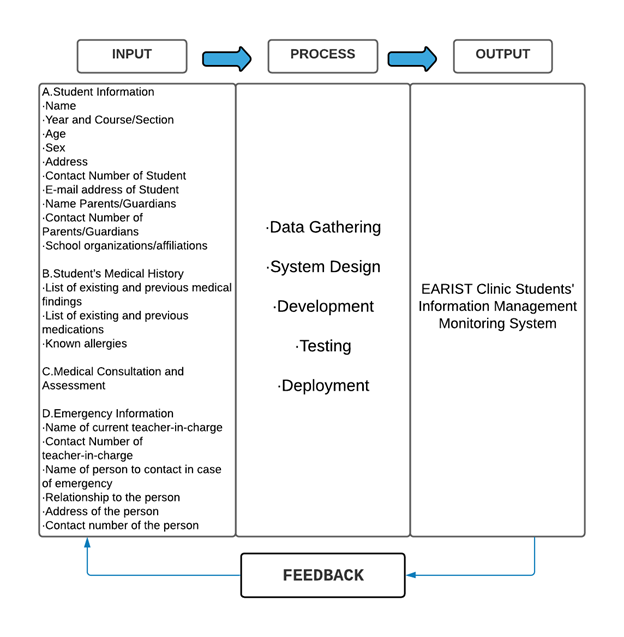 INPUT
PROCESS
OUTPUT
A.Student Information
·Name
·Year and Course/Section
·Age
·Sex
·Address
·Contact Number of Student
·E-mail address of Student
·Name Parents/Guardians
·Contact Number of
Parents/Guardians
·School organizations/affiliations
B.Student's Medical History
·List of existing and previous medical
findings
·List of existing and previous
medications
·Known allergies
C.Medical Consultation and
Assessment
D.Emergency Information
·Name of current teacher-in-charge
·Contact Number of
teacher-in-charge
·Name of person to contact in case
of emergency
·Relationship to the person
·Address of the person
·Contact number of the person
·Data Gathering
·System Design
·Development
·Testing
·Deployment
EARIST Clinic Students'
Information Management
Monitoring System
FEEDBACK